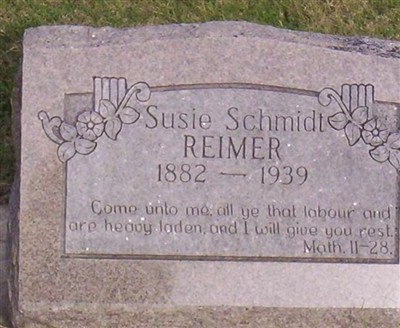 Susie Schmidt
REIMER
1882 — 1939
Come unto me, all ye that labour and
are heavy laden, and I will give you rest.
Math. 11-28.